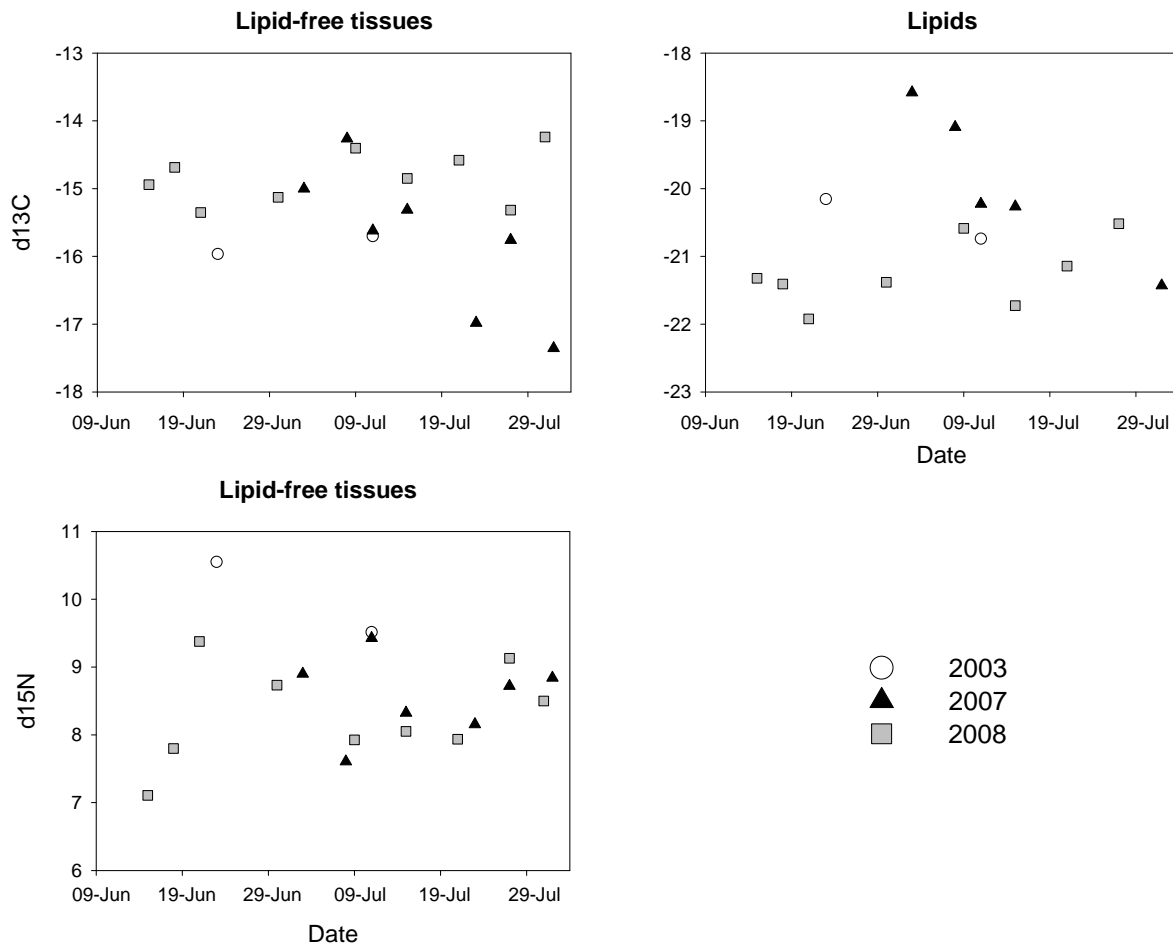 Lipid-free tissues
-13
-14
-15
-16
-17
-18
d13C
09-Jun 19-Jun 29-Jun 09-Jul 19-Jul 29-Jul
Lipids
-18
-19
-20
-21
-22
-23
09-Jun 19-Jun 29-Jun 09-Jul 19-Jul 29-Jul
Date
Lipid-free tissues
11
10
9
8
7
6
d15N
09-Jun 19-Jun 29-Jun 09-Jul 19-Jul 29-Jul
Date
2003
2007
2008